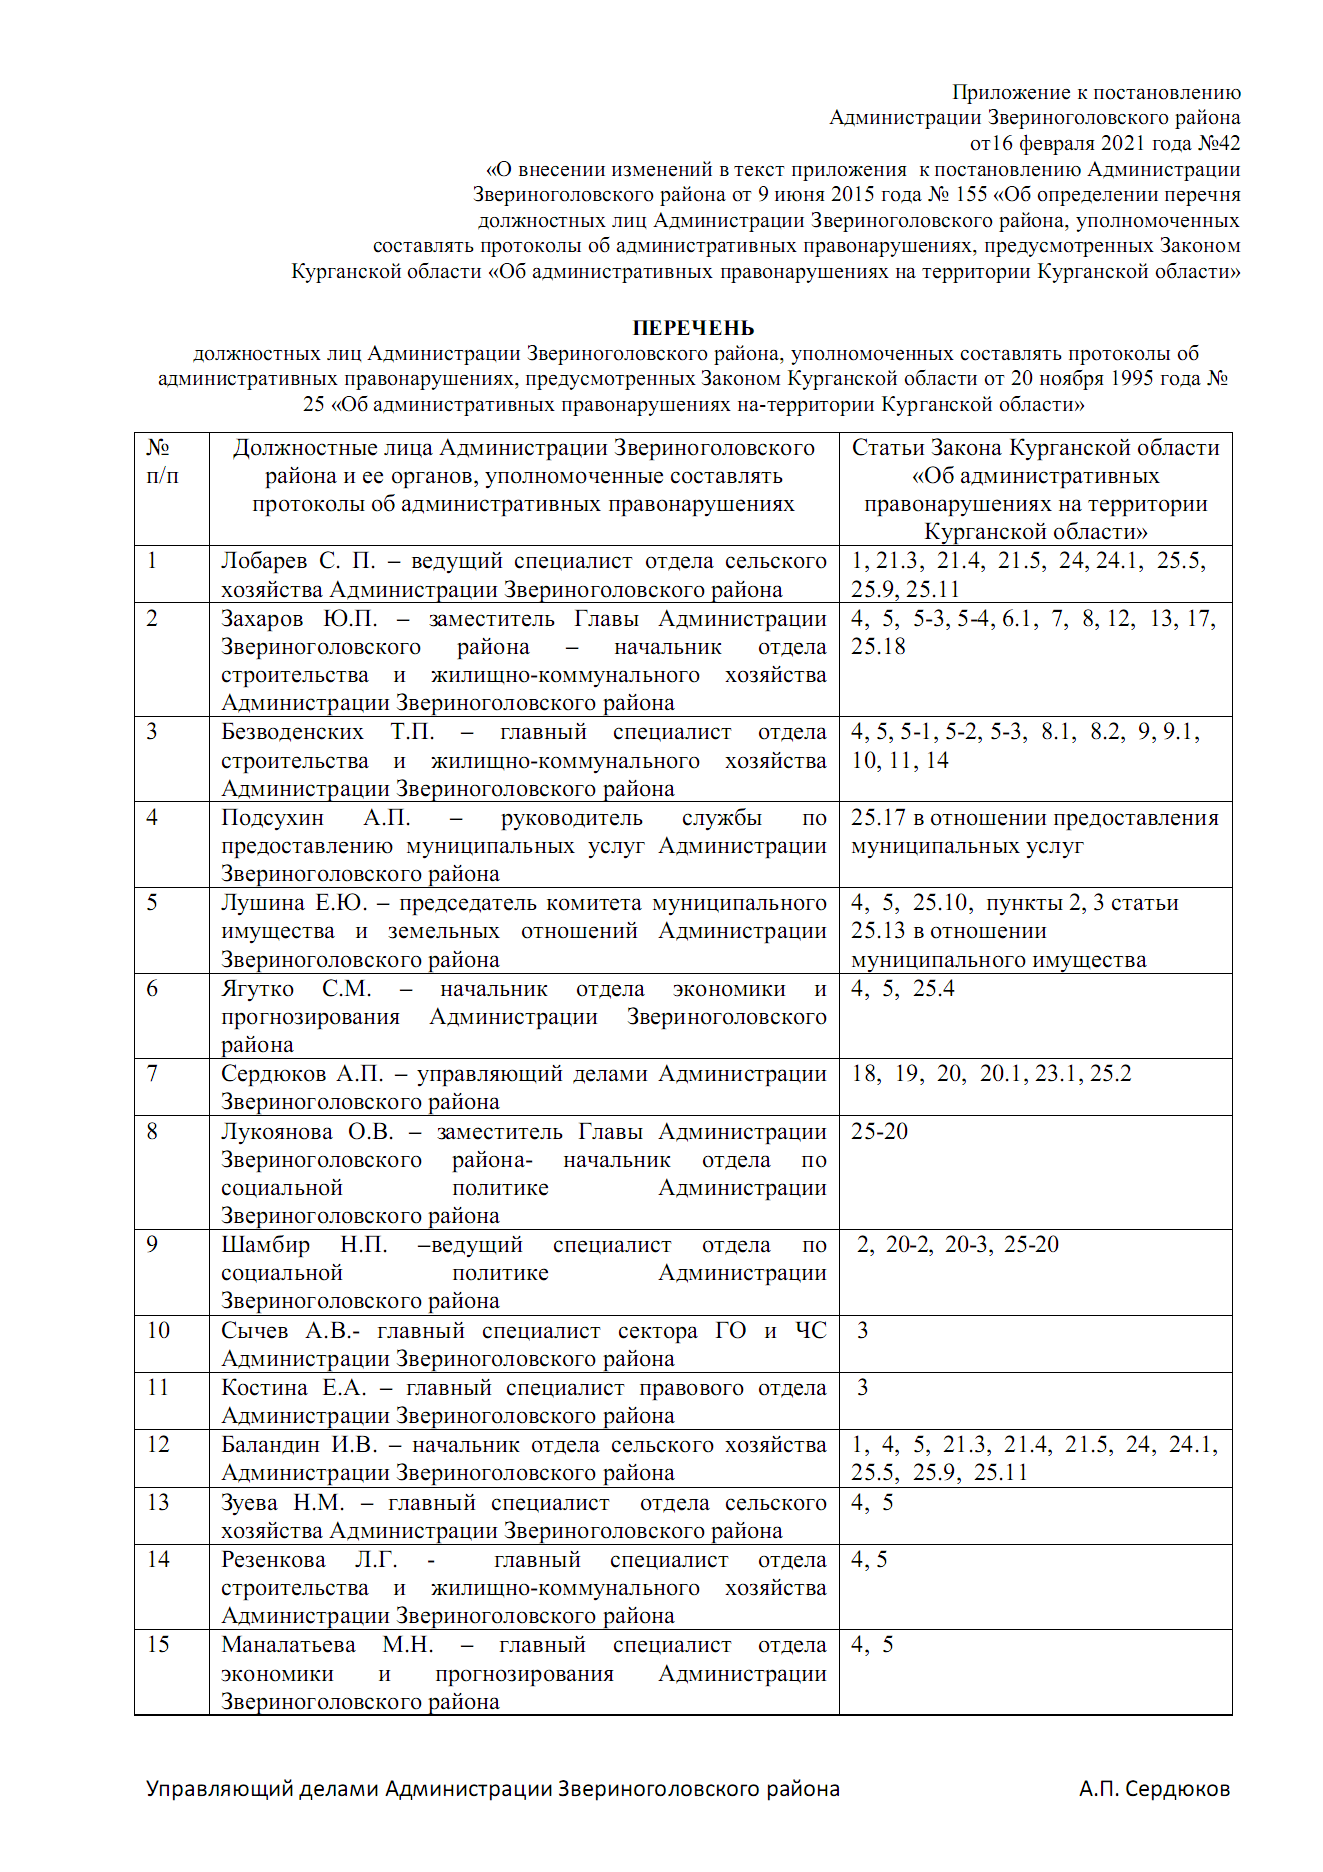 Приложение к постановлению
Администрации Звериноголовского района
от16 февраля 2021 года №42
«О внесении изменений в текст приложения к постановлению Администрации
Звериноголовского района от 9 июня 2015 года № 155 «Об определении перечня
должностных лиц Администрации Звериноголовского района, уполномоченных
составлять протоколы об административных правонарушениях, предусмотренных Законом
Курганской области «Об административных правонарушениях на территории Курганской области»
ПЕРЕЧЕНЬ
должностных лиц Администрации Звериноголовского района, уполномоченных составлять протоколы об
административных правонарушениях, предусмотренных Законом Курганской области от 20 ноября 1995 года №
25 «Об административных правонарушениях на-территории Курганской области»
№
п/п
Должностные лица Администрации Звериноголовского
района и ее органов, уполномоченные составлять
протоколы об административных правонарушениях
Статьи Закона Курганской области
«Об административных
правонарушениях на территории
Курганской области»
1
Лобарев С. П. – ведущий специалист отдела сельского
хозяйства Администрации Звериноголовского района
1, 21.3, 21.4, 21.5, 24, 24.1, 25.5,
25.9, 25.11
2
Захаров Ю.П. – заместитель Главы Администрации
Звериноголовского района – начальник отдела
строительства и жилищно-коммунального хозяйства
Администрации Звериноголовского района
4, 5, 5-3, 5-4, 6.1, 7, 8, 12, 13, 17,
25.18
3
Безводенских Т.П. – главный специалист отдела
строительства и жилищно-коммунального хозяйства
Администрации Звериноголовского района
4, 5, 5-1, 5-2, 5-3, 8.1, 8.2, 9, 9.1,
10, 11, 14
4
Подсухин А.П. – руководитель службы по
предоставлению муниципальных услуг Администрации
Звериноголовского района
25.17 в отношении предоставления
муниципальных услуг
5
Лушина Е.Ю. – председатель комитета муниципального
имущества и земельных отношений Администрации
Звериноголовского района
4, 5, 25.10, пункты 2, 3 статьи
25.13 в отношении
муниципального имущества
6
Ягутко С.М. – начальник отдела экономики и
прогнозирования Администрации Звериноголовского
района
4, 5, 25.4
7
Сердюков А.П. – управляющий делами Администрации
Звериноголовского района
18, 19, 20, 20.1, 23.1, 25.2
8
Лукоянова О.В. – заместитель Главы Администрации
Звериноголовского района- начальник отдела по
социальной политике Администрации
Звериноголовского района
25-20
9
Шамбир Н.П. –ведущий специалист отдела по
социальной политике Администрации
Звериноголовского района
2, 20-2, 20-3, 25-20
10
Сычев А.В.- главный специалист сектора ГО и ЧС
Администрации Звериноголовского района
3
11
Костина Е.А. – главный специалист правового отдела
Администрации Звериноголовского района
3
12
Баландин И.В. – начальник отдела сельского хозяйства
Администрации Звериноголовского района
1, 4, 5, 21.3, 21.4, 21.5, 24, 24.1,
25.5, 25.9, 25.11
13
Зуева Н.М. – главный специалист отдела сельского
хозяйства Администрации Звериноголовского района
4, 5
14
Резенкова Л.Г. - главный специалист отдела
строительства и жилищно-коммунального хозяйства
Администрации Звериноголовского района
4, 5
15
Маналатьева М.Н. – главный специалист отдела
экономики и прогнозирования Администрации
Звериноголовского района
4, 5
Управляющий делами Администрации Звериноголовского района А.П. Сердюков